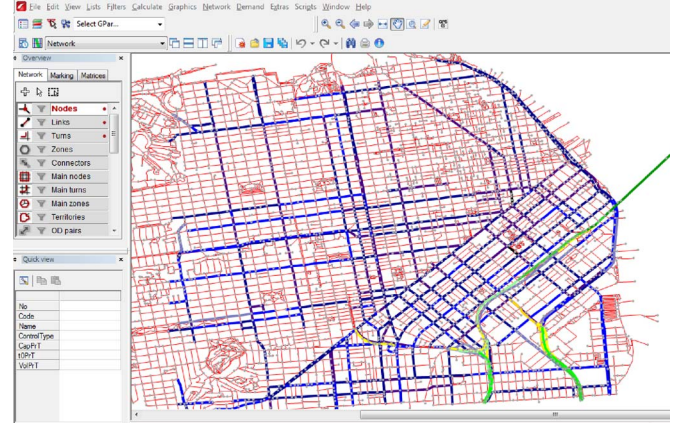 File Edit View Lists Filters Calculate Graphics Network Demand Extras Scripts Window Help
Select GPar...
Network
Overview
Network Marking Matrices
Nodes
Links
Turns
Zones
Connectors
Main nodes
Main turns
Main zones
Territories
OD pairs
Quick view
No
Code
Name
ControlType
CapPrT
t0PrT
VolPrT